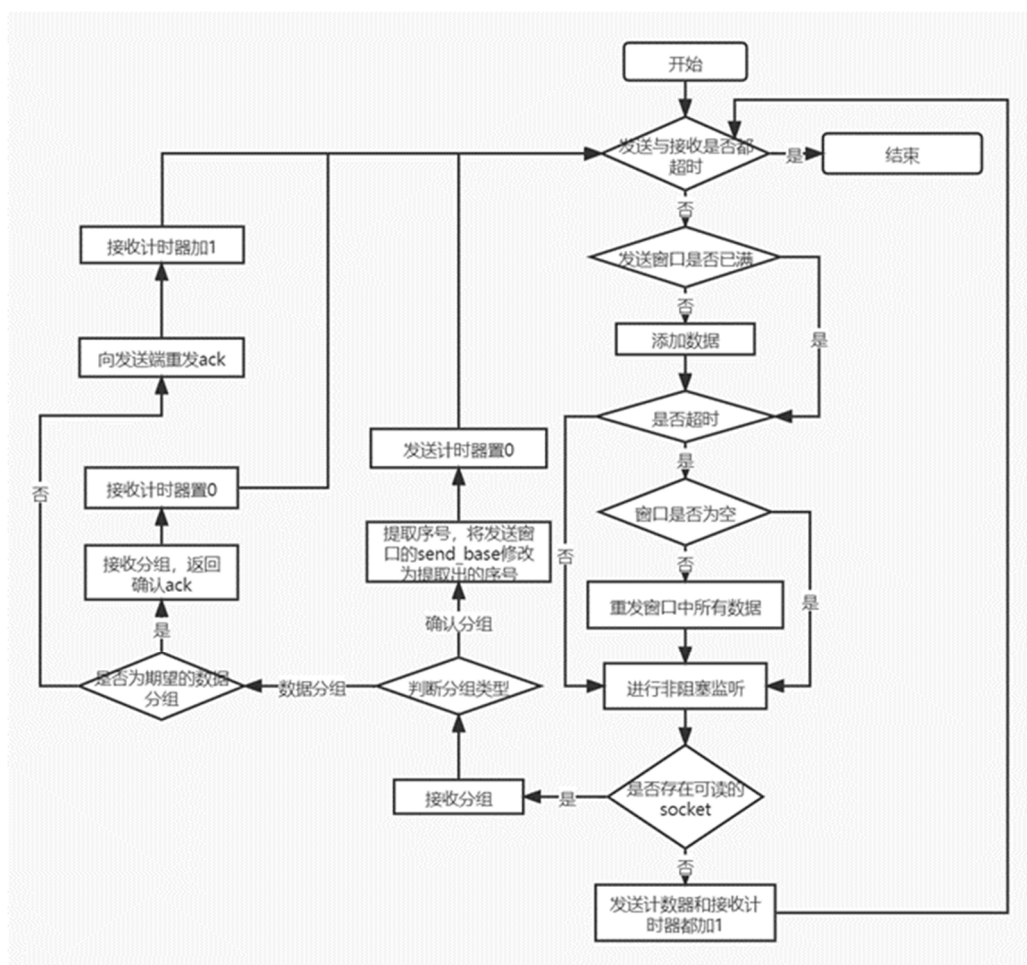 开始
发送与接收是否都
超时
是
结束
否
发送窗口是否已满
否
是
添加数据
是否超时
是
否
窗口是否为空
否
是
重发窗口中所有数据
进行非阻塞监听
是否存在可读的
socket
是
否
发送计数器和接收计
时器都加1
接收分组
判断分组类型
确认分组
数据分组
提取序号，将发送窗
口的send_base修改
为提取出的序号
发送计时器置0
是否为期望的数据
分组
是
否
接收分组，返回
确认ack
接收计时器置0
向发送端重发ack
接收计时器加1